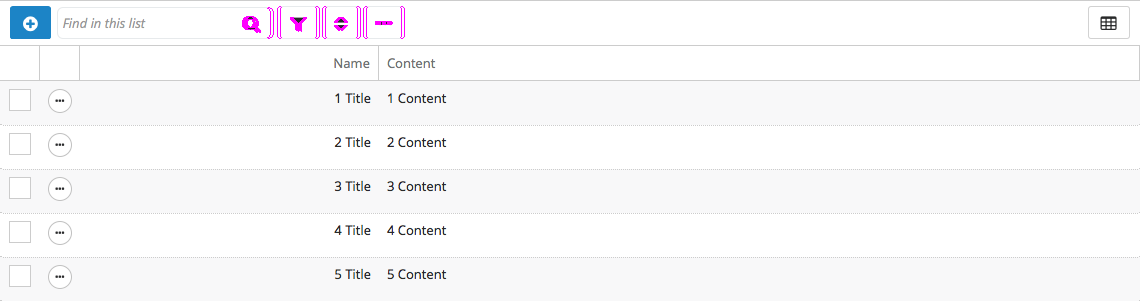 Find in this list
Name Content
1 Title 1 Content
2 Title 2 Content
3 Title 3 Content
4 Title 4 Content
5 Title 5 Content